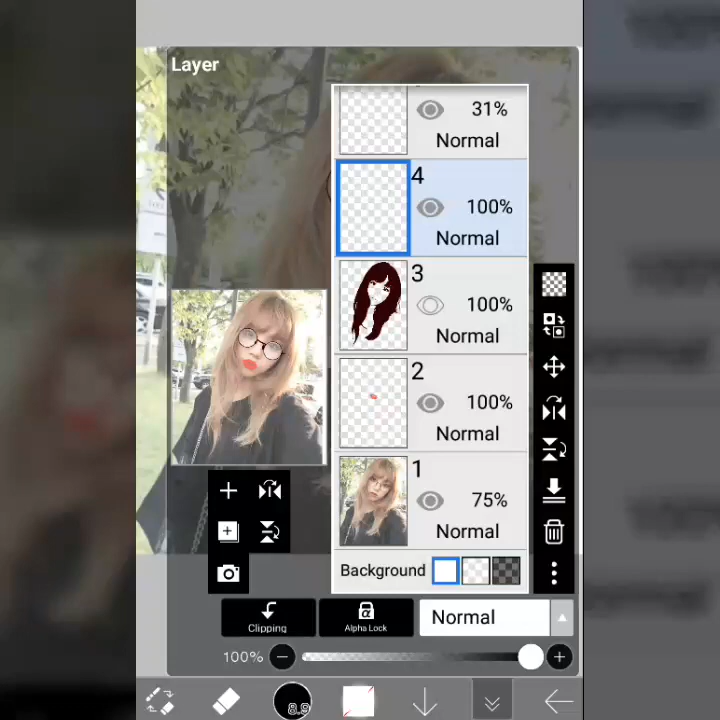 Layer
31%
Normal
4
100%
Normal
3
100%
Normal
2
100%
Normal
1
75%
Normal
Background
Clipping
Alpha Lock
Normal
100%
8.9